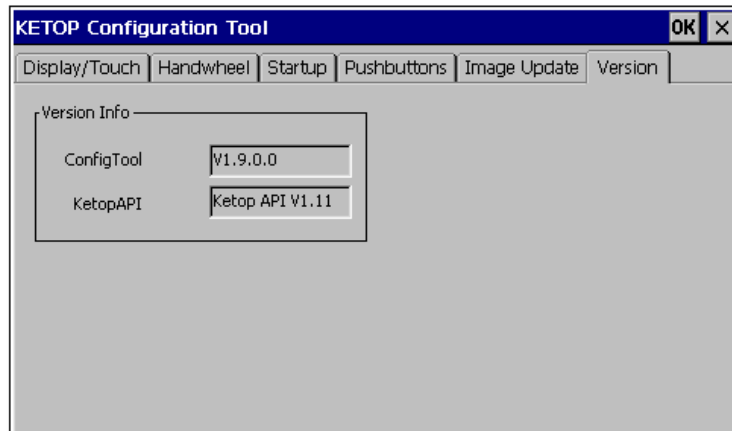 KETOP Configuration Tool OK ×
Display/Touch Handwheel Startup Pushbuttons Image Update Version
Version Info
ConfigTool V1.9.0.0
KetopAPI Ketop API V1.11